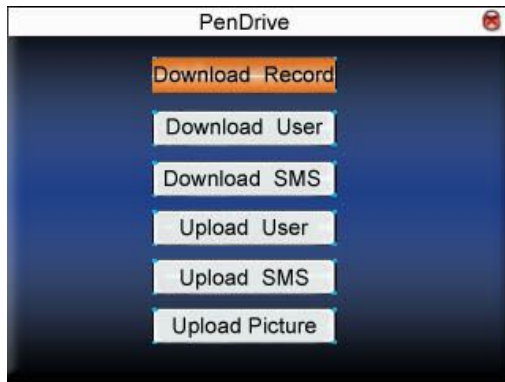 PenDrive
Download Record
Download User
Download SMS
Upload User
Upload SMS
Upload Picture